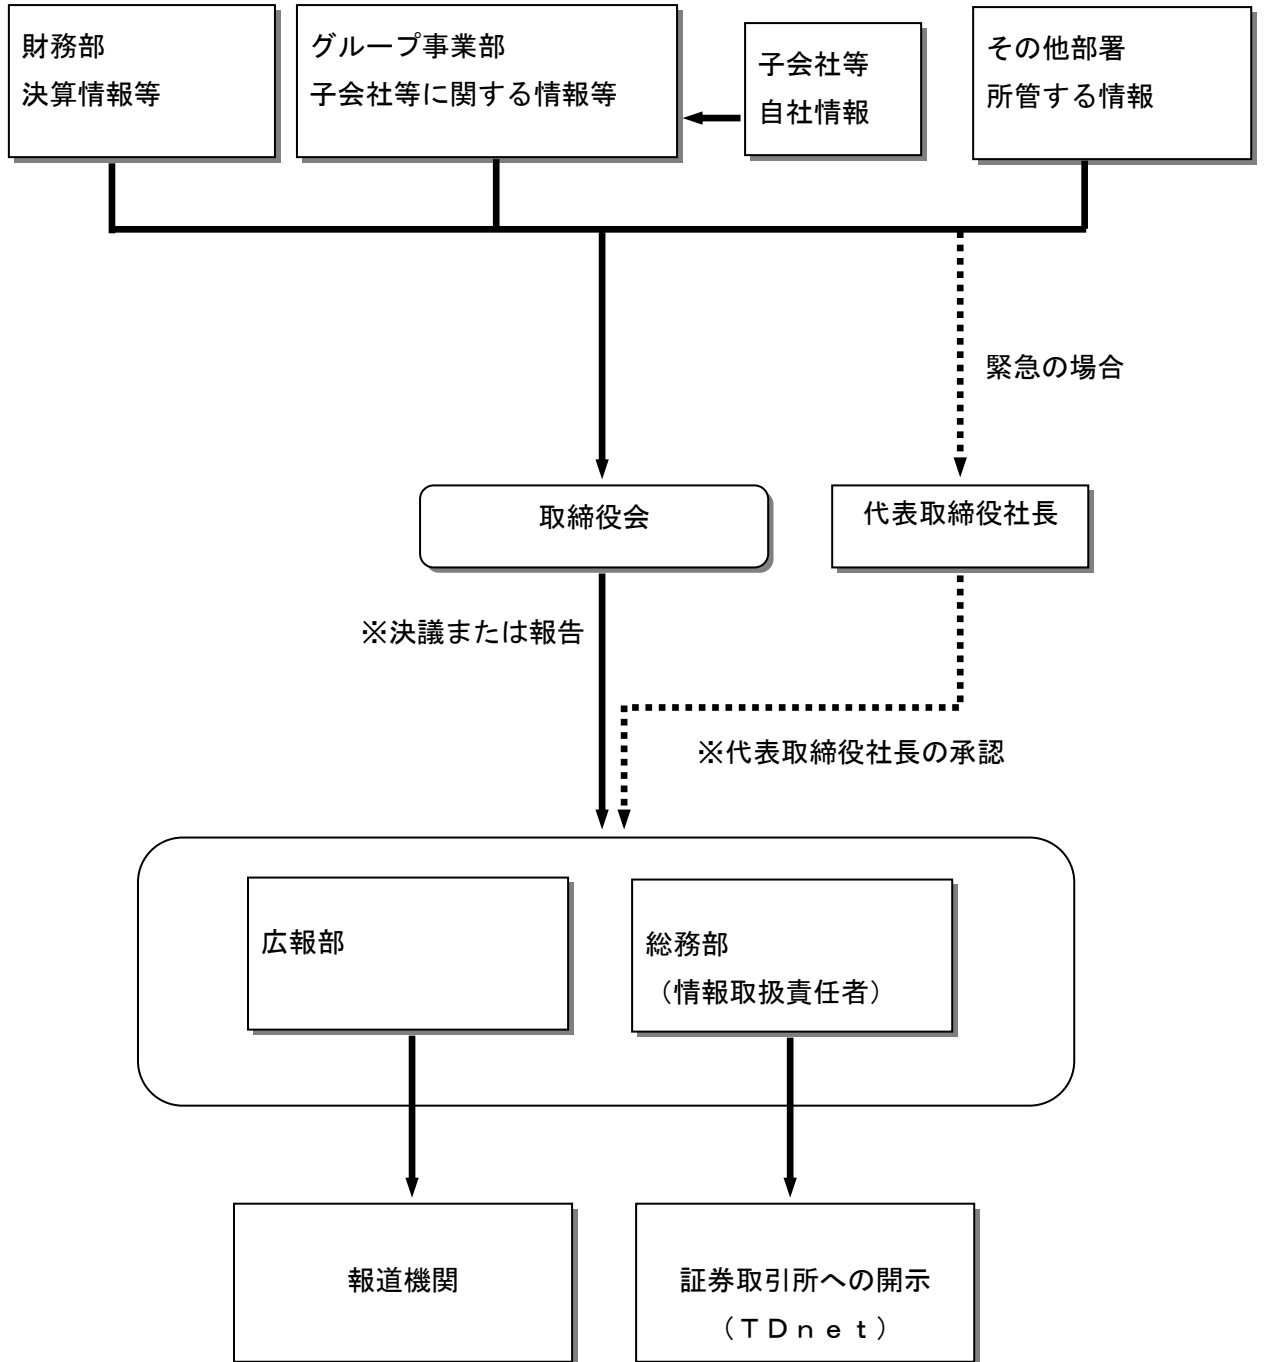 財務部
決算情報等
グループ事業部
子会社等に関する情報等
子会社等
自社情報
その他部署
所管する情報
緊急の場合
取締役会
代表取締役社長
※決議または報告
※代表取締役社長の承認
広報部
総務部
（情報取扱責任者）
報道機関
証券取引所への開示
（ＴＤｎｅｔ）